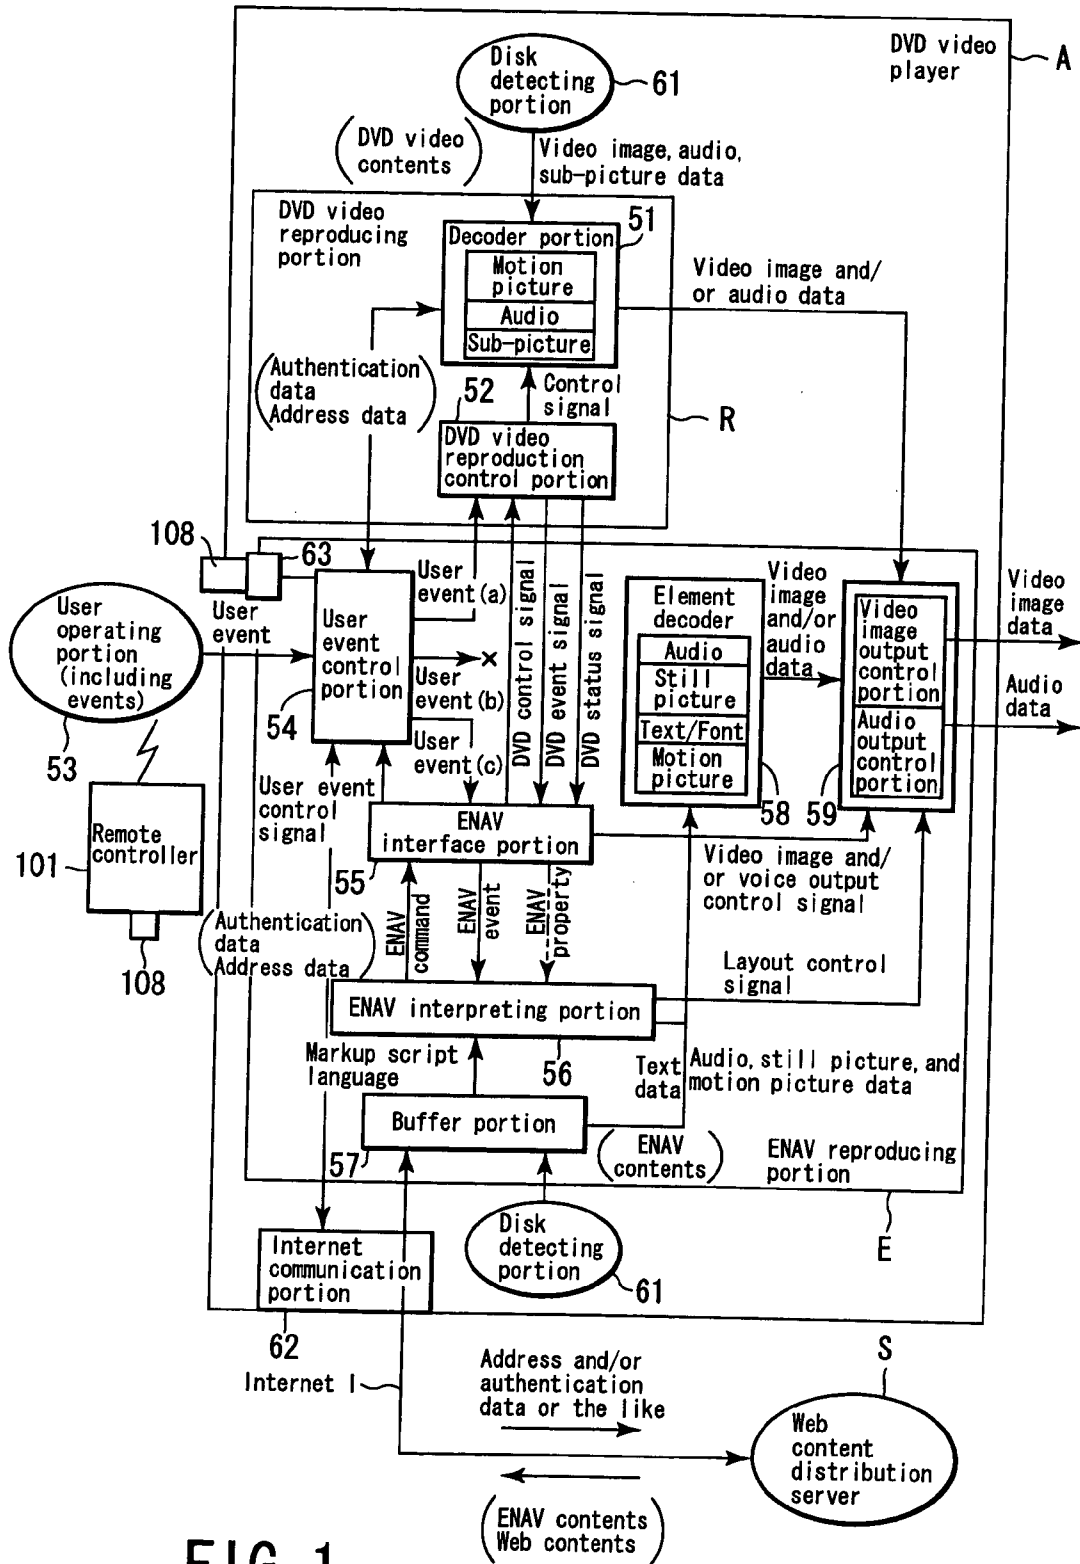 DVD video
player
A
Disk
detecting
portion
61
(DVD video
contents)
Video image, audio,
sub-picture data
DVD video
reproducing
portion
51
Decoder portion
Motion
picture
Audio
Sub-picture
Video image and/
or audio data
(Authentication
data
Address data)
52
Control
signal
R
DVD video
reproduction
control portion
108
63
User
operating
portion
(including
events)
53
User
event
User
event
control
portion
54
User
event(a)
User
event(b)
User
event(c)
DVD control signal
DVD event signal
DVD status signal
Element
decoder
Audio
Still
picture
Text/Font
Motion
picture
58
Video
image
and/or
audio
data
Video
image
output
control
portion
Audio
output
control
portion
59
Video
image
data
Audio
data
Remote
controller
101
108
User event
control
signal
ENAV
interface portion
55
Video image and/
or voice output
control signal
(Authentication
data
Address data)
ENAV
command
ENAV
event
ENAV
property
Layout control
signal
ENAV interpreting portion
56
Markup script
language
Text
data
Audio, still picture, and
motion picture data
Buffer portion
57
(ENAV
contents)
ENAV reproducing
portion
E
Disk
detecting
portion
61
Internet
communication
portion
62
Internet I
Address and/or
authentication
data or the like
S
Web
content
distribution
server
(ENAV contents
Web contents)
FIG. 1